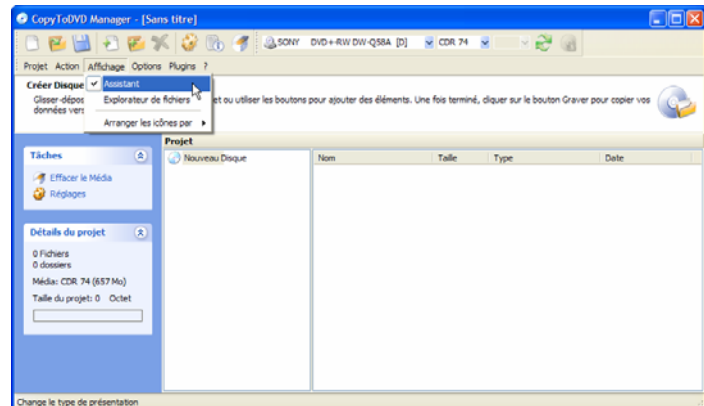 CopyToDVD Manager - [Sans titre]
SONY DVD+-RW DW-Q58A [D] CDR 74
Projet Action Affichage Options Plugins ?
Créer Disque
Glisser-dépos
données vers
et ou utiliser les boutons pour ajouter des éléments. Une fois terminé, cliquer sur le bouton Graver pour copier vos
Assistant
Explorateur de fichiers
Arranger les icônes par
Tâches
Effacer le Média
Réglages
Détails du projet
0 Fichiers
0 dossiers
Média: CDR 74 (657 Mo)
Taille du projet: 0 Octet
Projet
Nouveau Disque
Nom Taille Type Date
Change le type de présentation